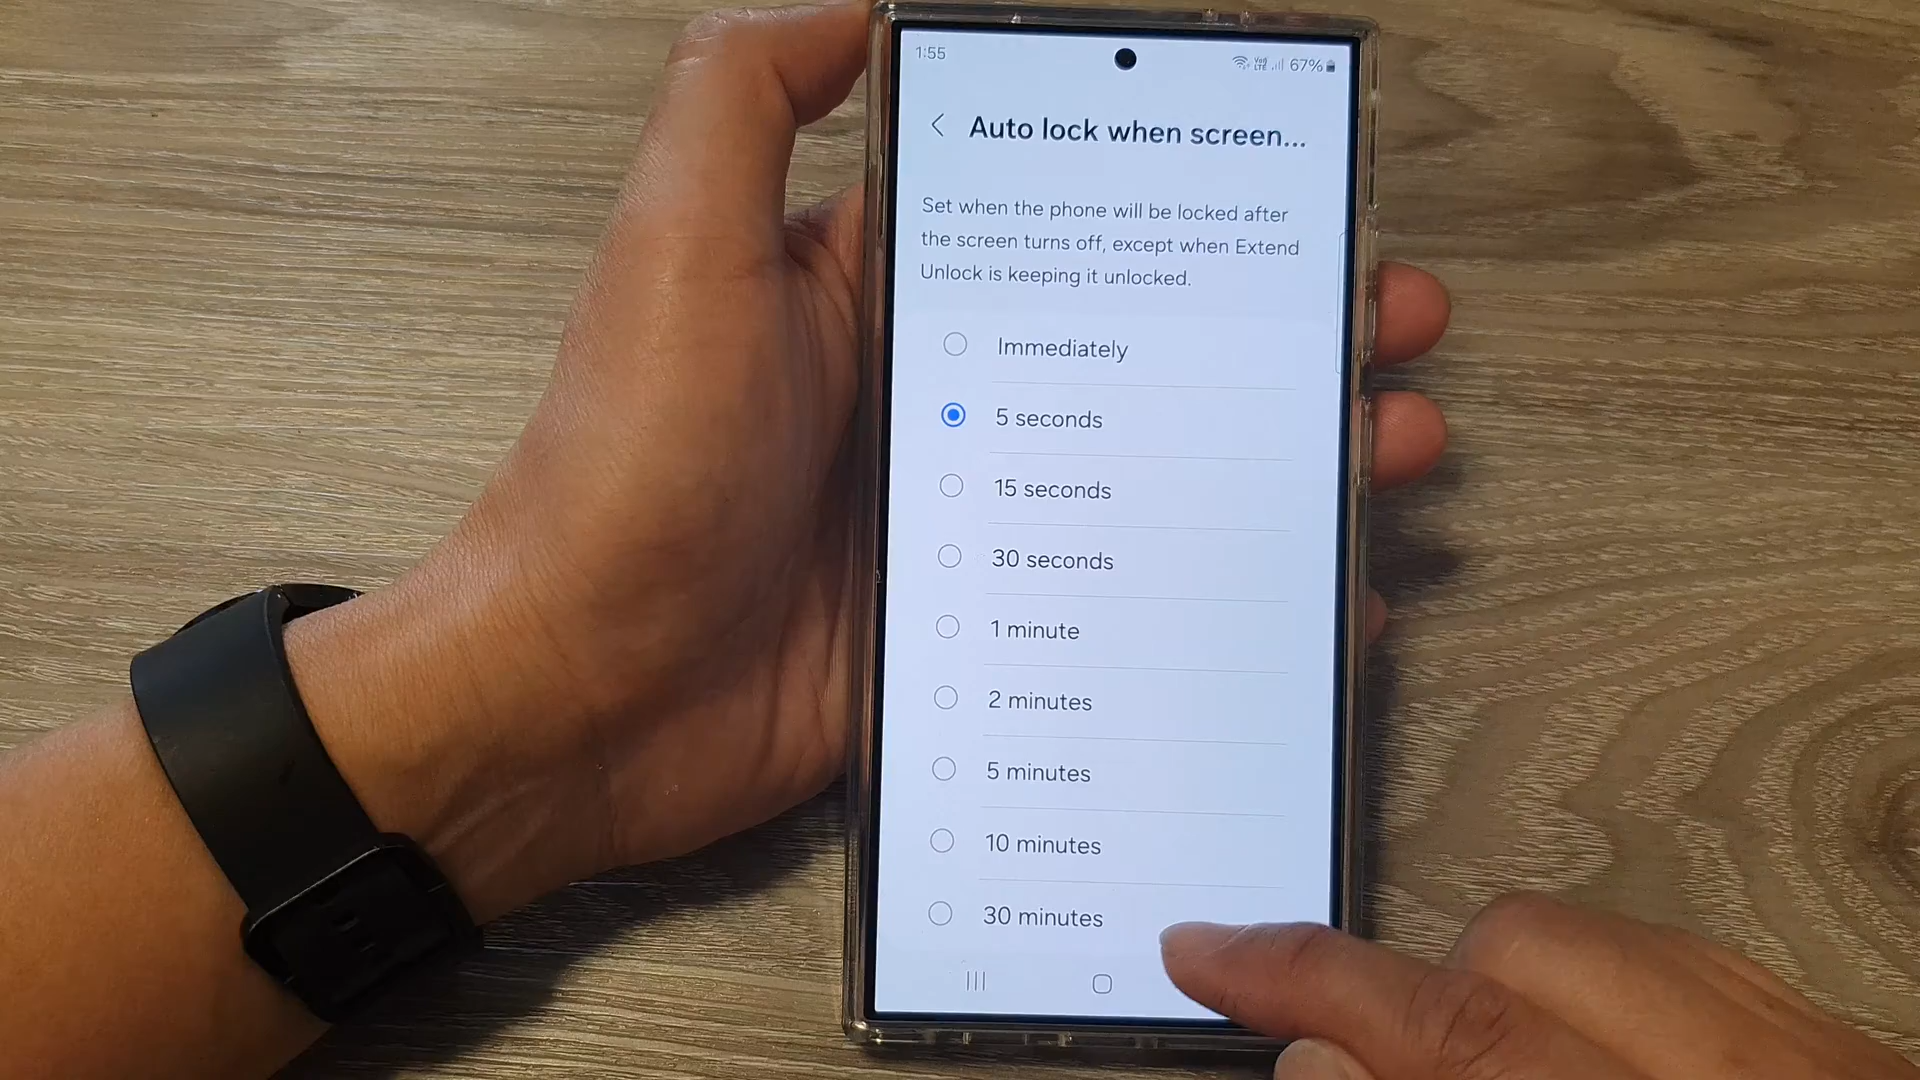 1:55
67%
Auto lock when screen...
Set when the phone will be locked after
the screen turns off, except when Extend
Unlock is keeping it unlocked.
Immediately
5 seconds
15 seconds
30 seconds
1 minute
2 minutes
5 minutes
10 minutes
30 minutes